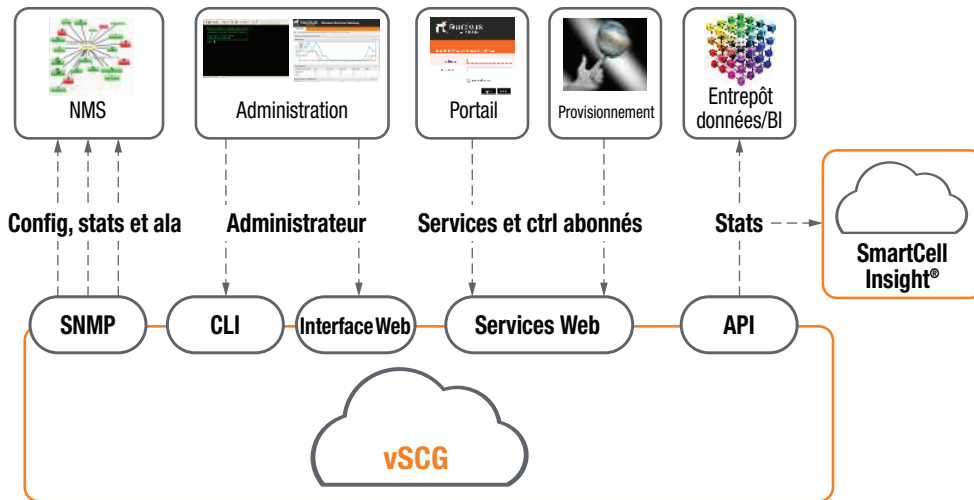 NMS
Administration
Ruckus
Portail
Provisionnement
Entrepôt
données/BI
Config, stats et ala
Administrateur
Services et ctrl abonnés
Stats
SmartCell
Insight®
SNMP
CLI
Interface Web
Services Web
API
vSCG